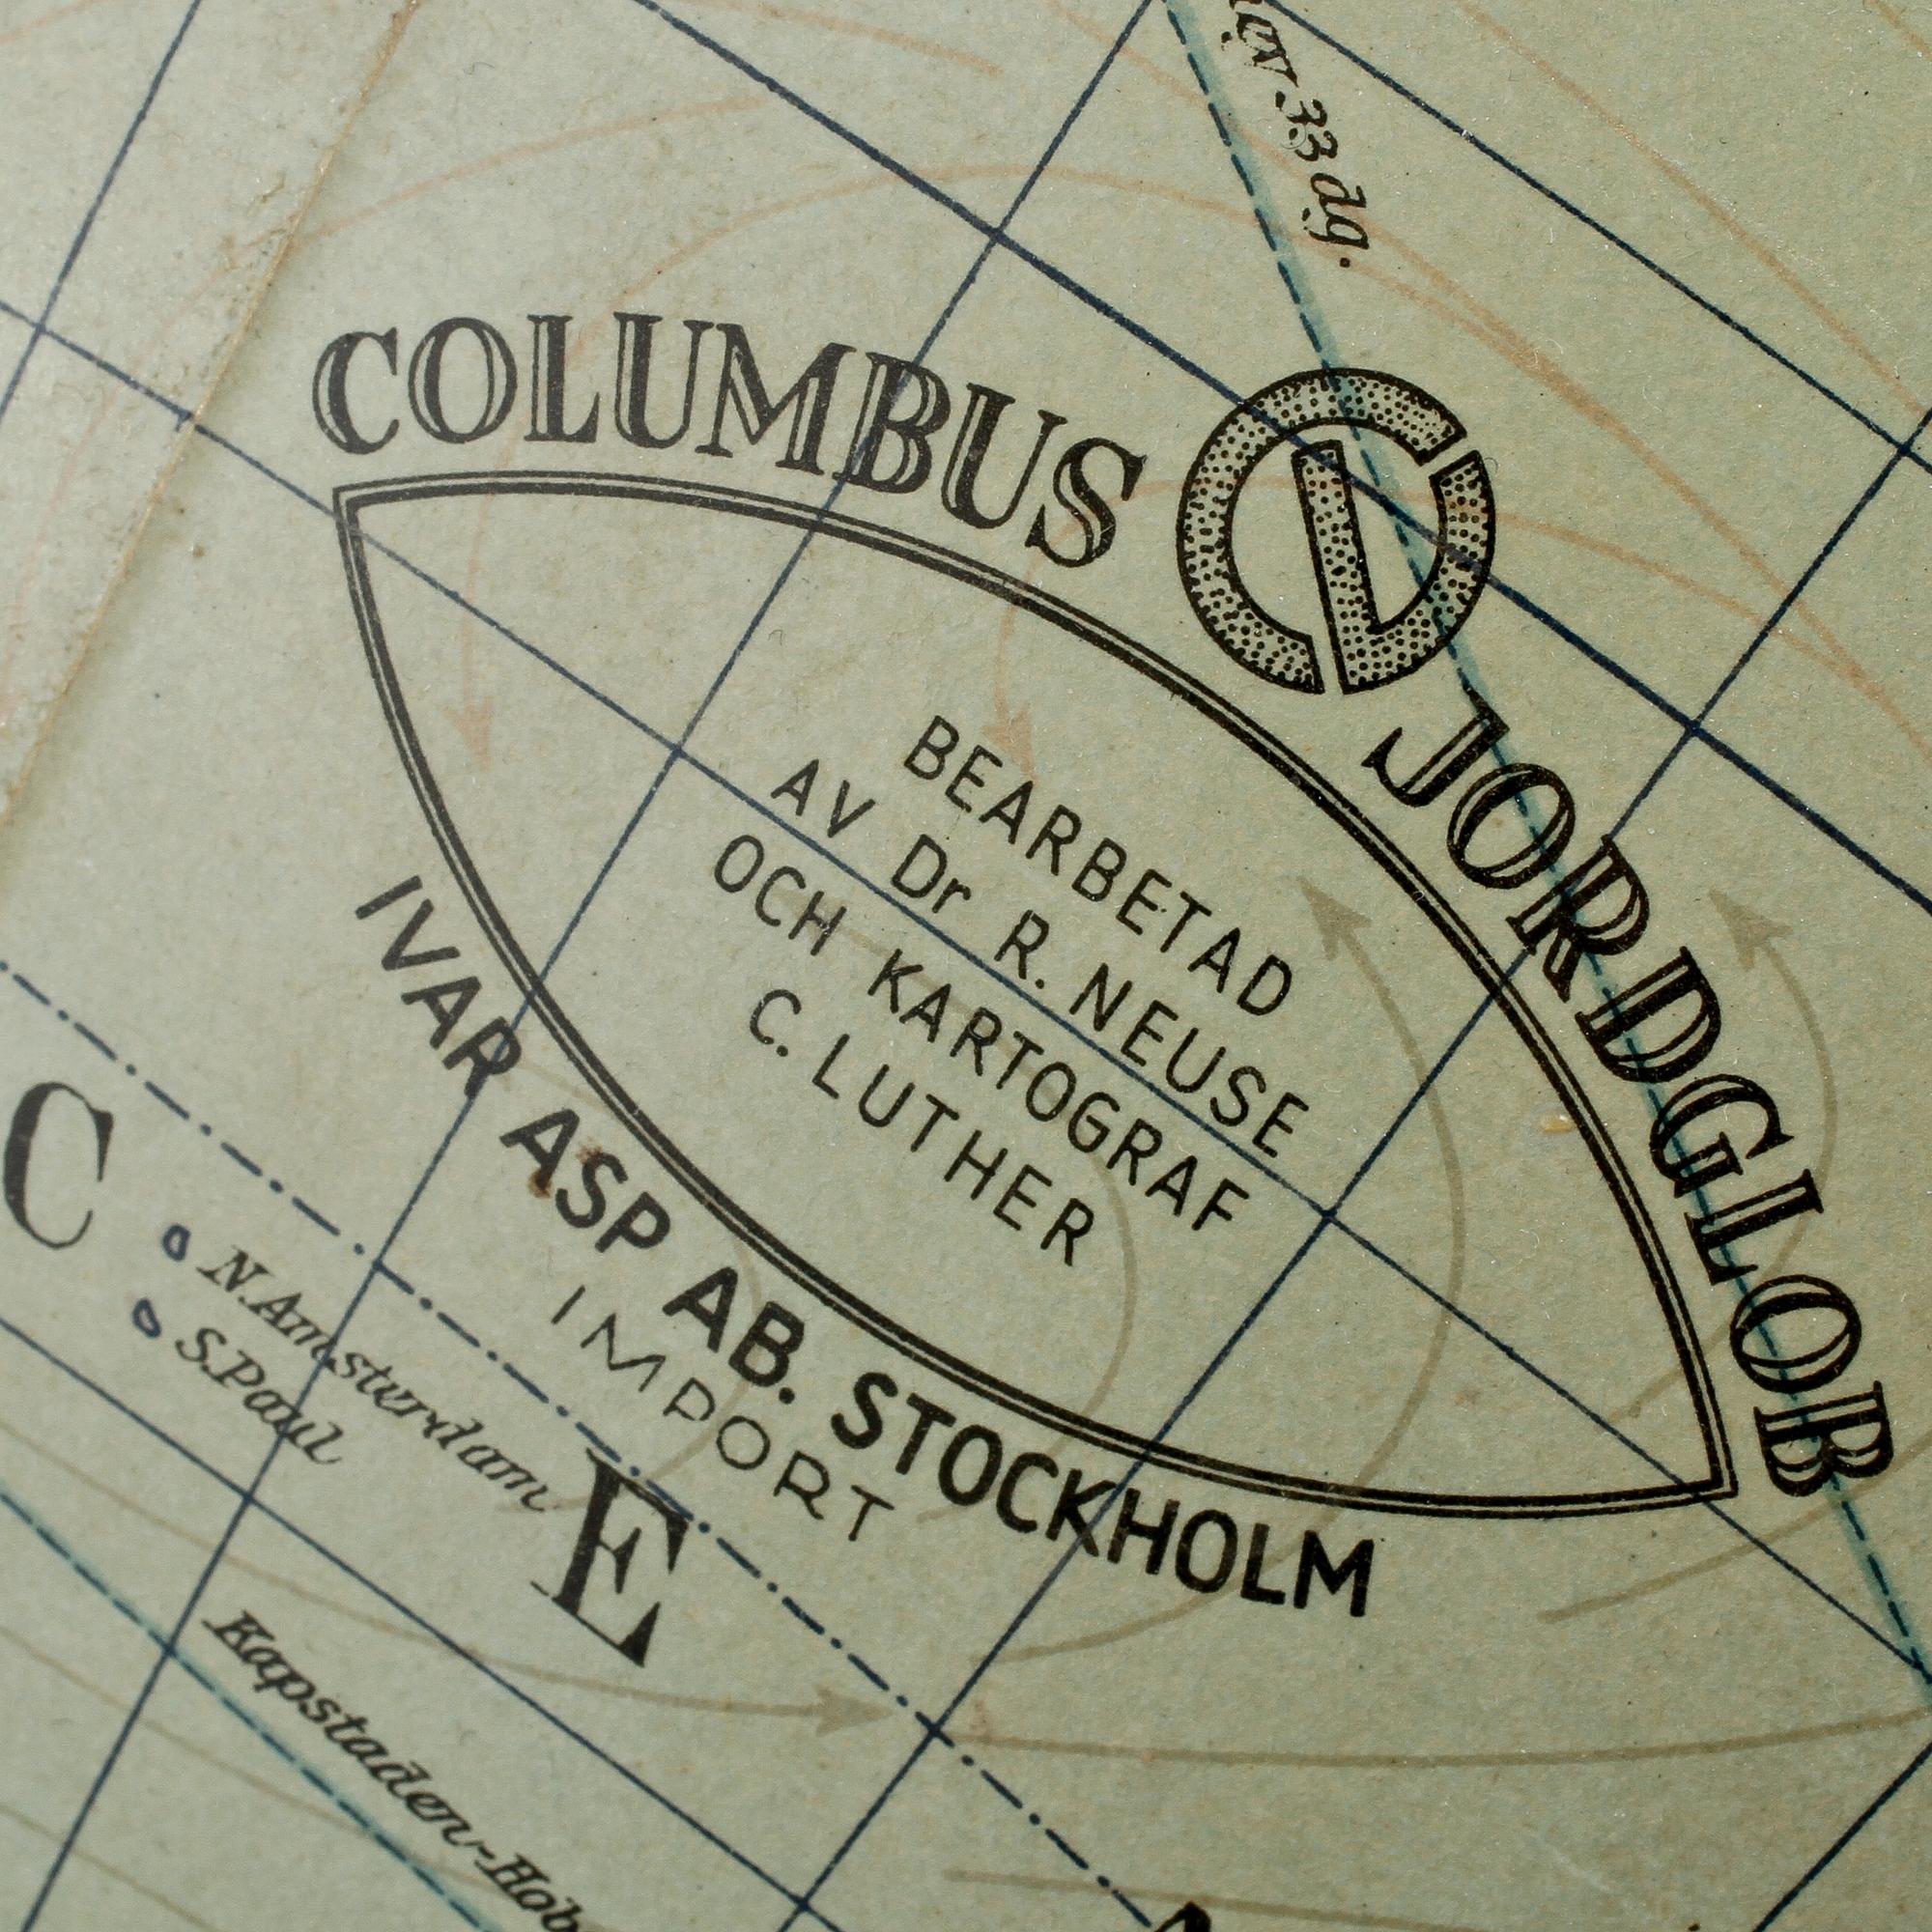 33 dg.
COLUMBUS JORDGLOB
BEARBETAD
AV Dr R. NEUSE
OCH KARTOGRAF
C. LUTHER
IVAR ASP AB. STOCKHOLM
IMPORT
C
N.Amsterdam
S.Paul
E
Kapstaden-Hob